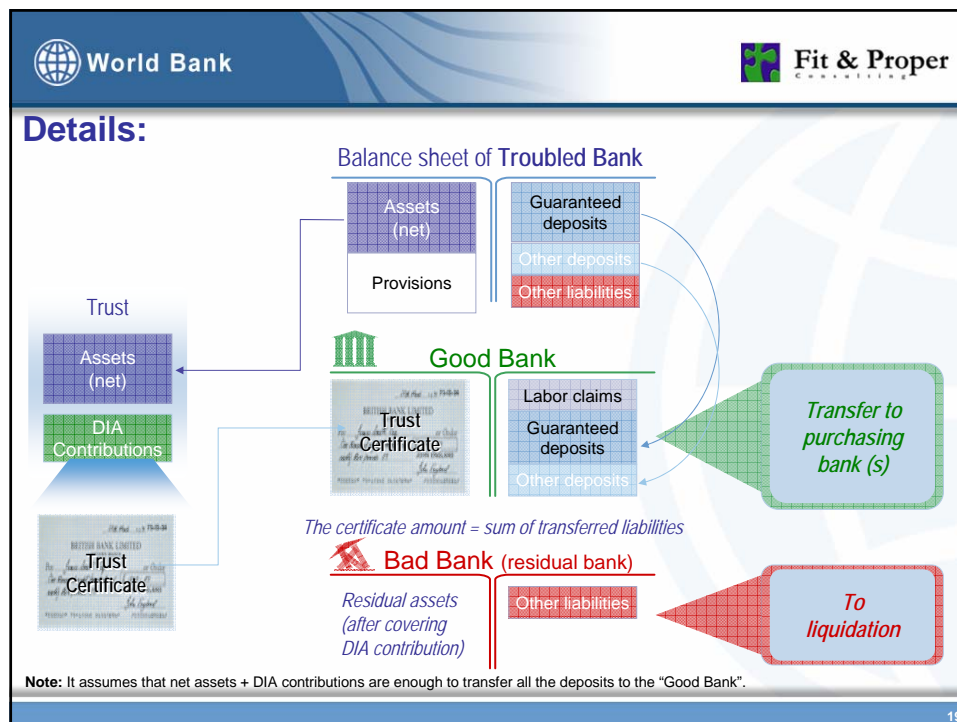 World Bank
Fit & Proper
Consulting
Details:
Balance sheet of Troubled Bank
Assets
(net)
Provisions
Guaranteed
deposits
Other deposits
Other liabilities
Trust
Assets
(net)
DIA
Contributions
Trust
Certificate
BRITISH BANK LIMITED
Good Bank
BRITISH BANK LIMITED
Trust
Certificate
Labor claims
Guaranteed
deposits
Other deposits
Transfer to
purchasing
bank (s)
The certificate amount = sum of transferred liabilities
Bad Bank (residual bank)
Residual assets
(after covering
DIA contribution)
Other liabilities
To
liquidation
Note: It assumes that net assets + DIA contributions are enough to transfer all the deposits to the “Good Bank”.